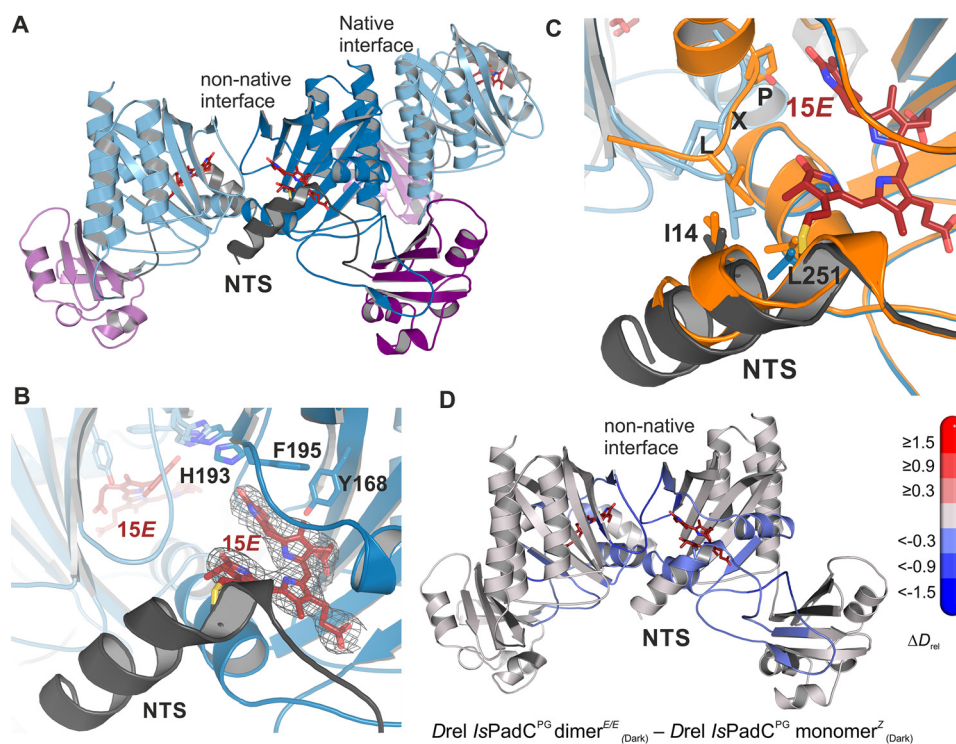 A
Native
interface
non-native
interface
NTS
C
P
15E
X
L
I14
L251
NTS
B
F195
H193
Y168
15E
15E
NTS
D
non-native
interface
≥1.5
≥0.9
≥0.3
<-0.3
<-0.9
<-1.5
NTS
ΔDrel
Drel IsPadCPG dimerE/E(Dark) – Drel IsPadCPG monomerZ(Dark)